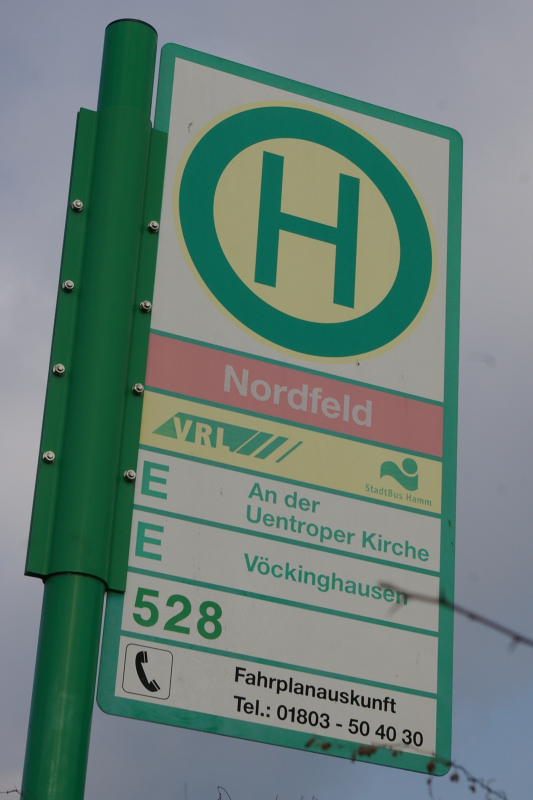 H
Nordfeld
VRL
StadtBus Hamm
E An der
Uentroper Kirche
E Vöckinghausen
528
Fahrplanauskunft
Tel.: 01803 - 50 40 30